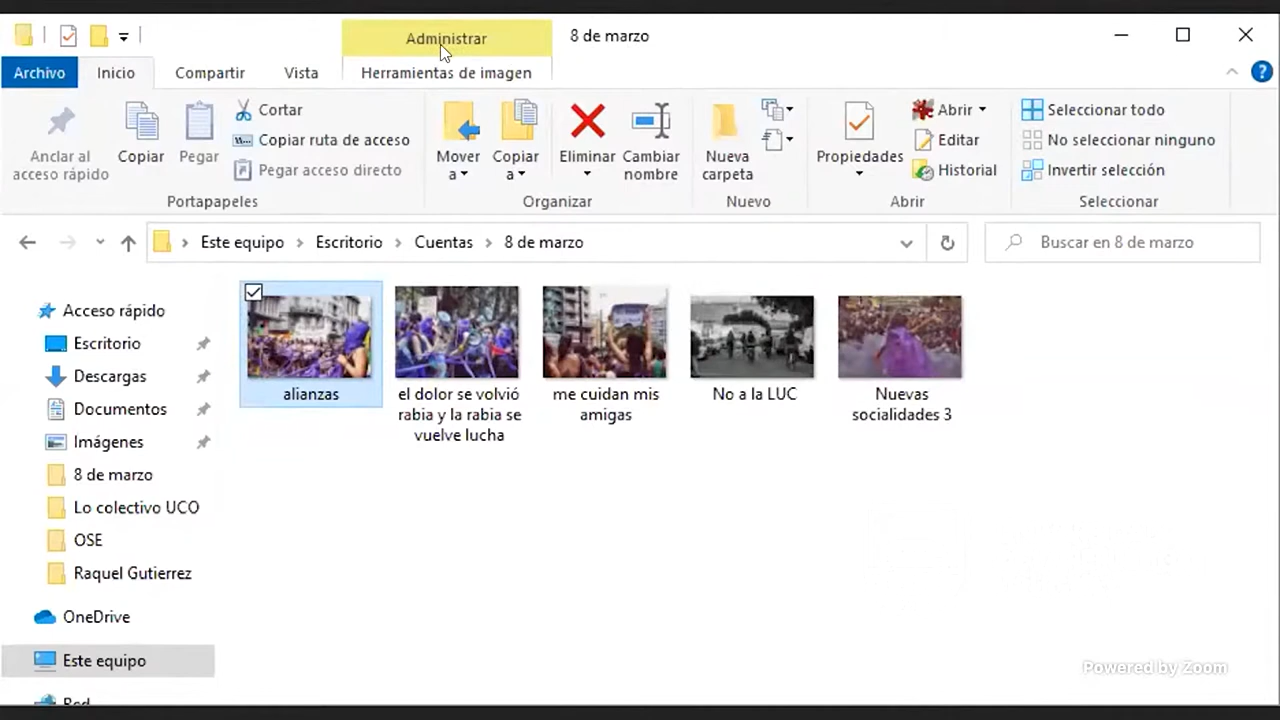 Administrar
8 de marzo
Archivo
Inicio
Compartir
Vista
Herramientas de imagen
Anclar al
acceso rápido
Copiar
Pegar
Cortar
Copiar ruta de acceso
Pegar acceso directo
Portapapeles
Mover
a
Copiar
a
Eliminar
Cambiar
nombre
Organizar
Nueva
carpeta
Nuevo
Propiedades
Abrir
Editar
Historial
Abrir
Seleccionar todo
No seleccionar ninguno
Invertir selección
Seleccionar
Este equipo
Escritorio
Cuentas
8 de marzo
Buscar en 8 de marzo
Acceso rápido
Escritorio
Descargas
Documentos
Imágenes
8 de marzo
Lo colectivo UCO
OSE
Raquel Gutierrez
OneDrive
Este equipo
Red
alianzas
el dolor se volvió
rabia y la rabia se
vuelve lucha
me cuidan mis
amigas
No a la LUC
Nuevas
socialidades 3
Powered by Zoom